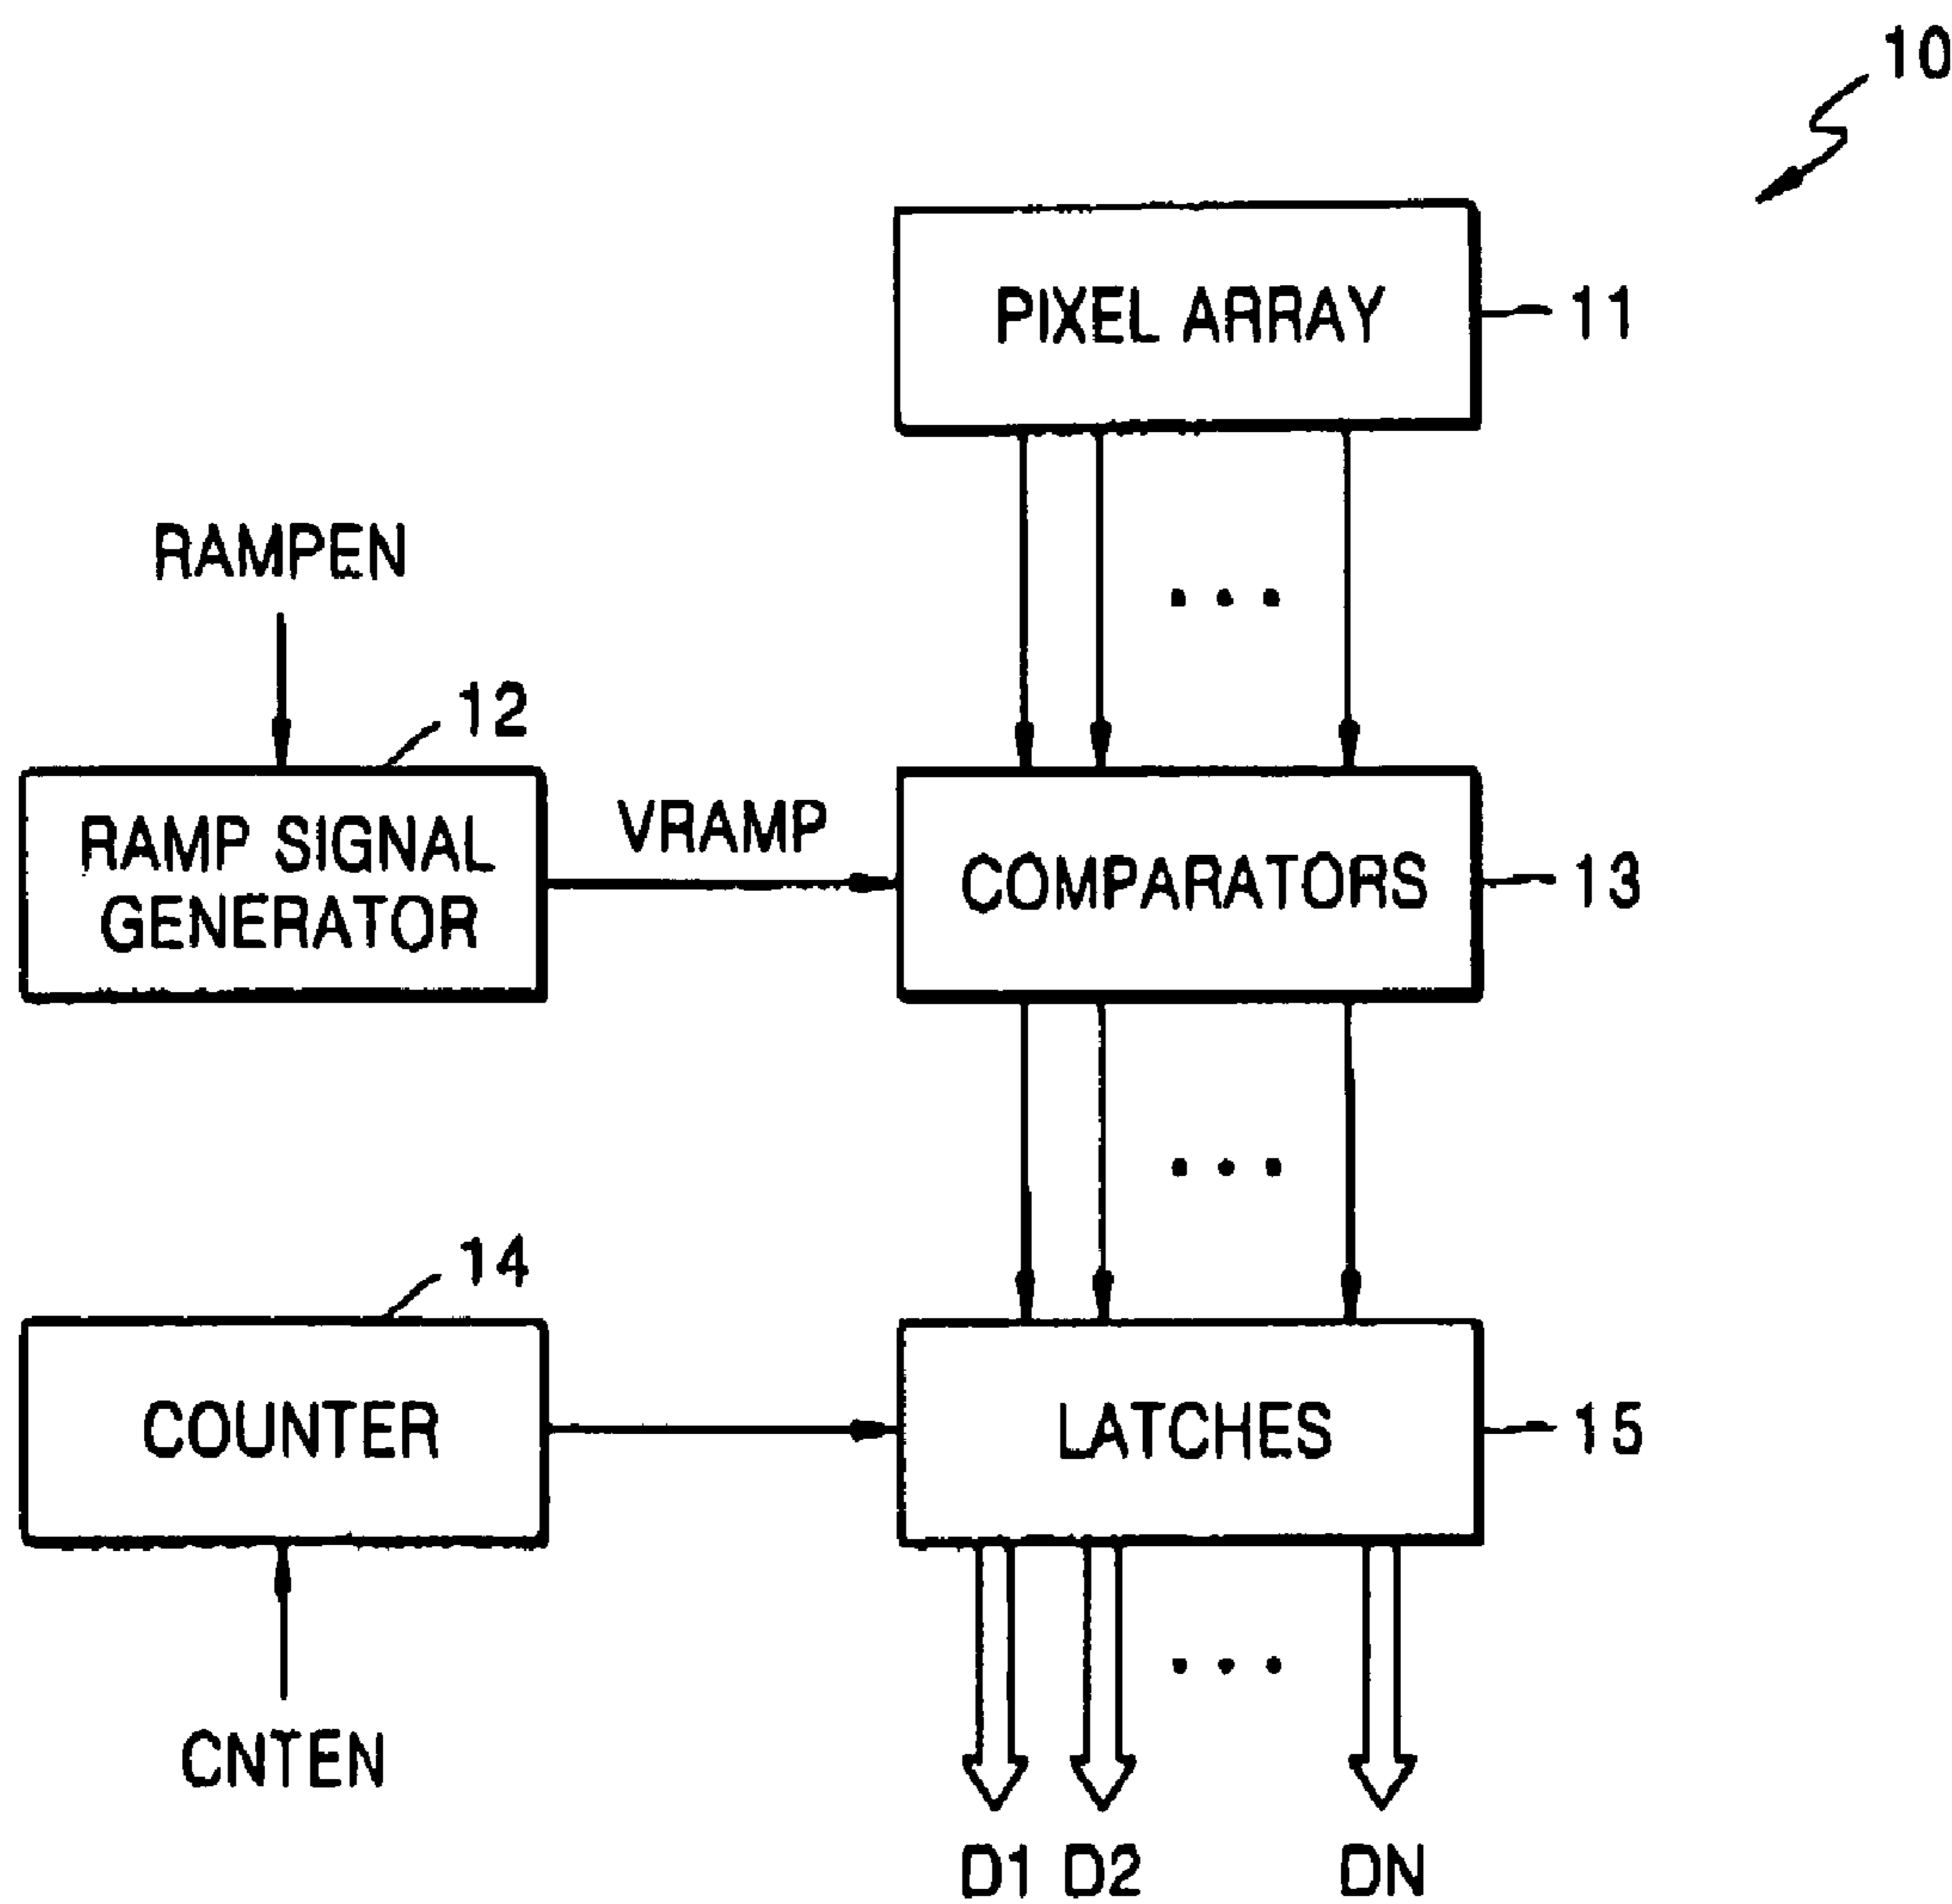 10
PIXEL ARRAY
11
RAMPEN
12
RAMP SIGNAL
GENERATOR
VRAMP
COMPARATORS
13
14
COUNTER
LATCHES
15
CNTEN
D1 D2 DN